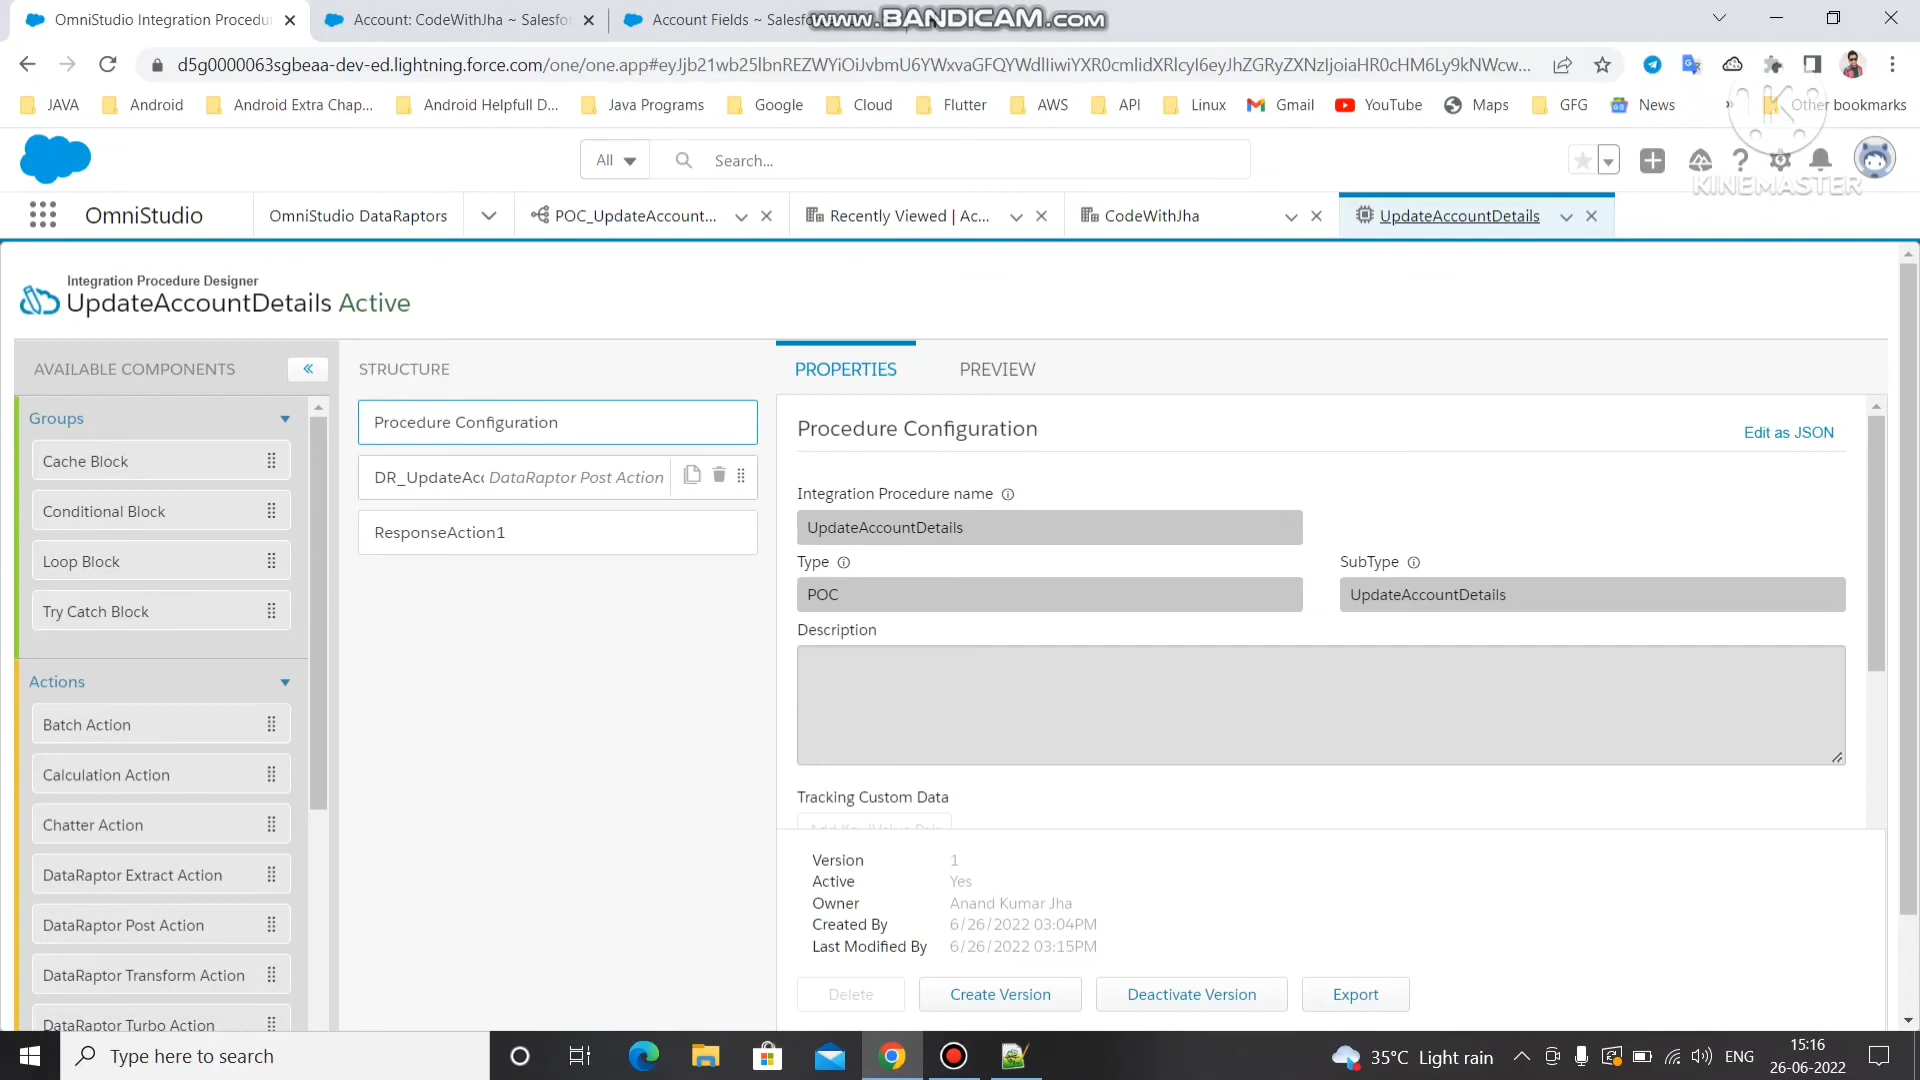 OmniStudio Integration Procedu
Account: CodeWithJha ~ Salesfo
Account Fields ~ Salesfo
www.BANDICAM.com
d5g0000063sgbeaa-dev-ed.lightning.force.com/one/one.app#eyJjb21wb25lbnREZWYiOiJvbmU6YWxvaGFQYWdlIiwiYXR0cmlidXRlcyI6eyJhZGRyZXNzIjoiaHR0cHM6Ly9kNWcw...
JAVA
Android
Android Extra Chap...
Android Helpfull D...
Java Programs
Google
Cloud
Flutter
AWS
API
Linux
Gmail
YouTube
Maps
GFG
News
»
Other bookmarks
All
Search...
KINEMASTER
OmniStudio
OmniStudio DataRaptors
POC_UpdateAccount...
Recently Viewed | Ac...
CodeWithJha
UpdateAccountDetails
Integration Procedure Designer
UpdateAccountDetails Active
AVAILABLE COMPONENTS
«
STRUCTURE
PROPERTIES
PREVIEW
Groups
Cache Block
Conditional Block
Loop Block
Try Catch Block
Actions
Batch Action
Calculation Action
Chatter Action
DataRaptor Extract Action
DataRaptor Post Action
DataRaptor Transform Action
DataRaptor Turbo Action
Procedure Configuration
DR_UpdateAcc DataRaptor Post Action
ResponseAction1
Procedure Configuration
Edit as JSON
Integration Procedure name
UpdateAccountDetails
Type
SubType
POC
UpdateAccountDetails
Description
Tracking Custom Data
Version 1
Active Yes
Owner Anand Kumar Jha
Created By 6/26/2022 03:04PM
Last Modified By 6/26/2022 03:15PM
Delete
Create Version
Deactivate Version
Export
Type here to search
35°C Light rain
ENG
15:16
26-06-2022